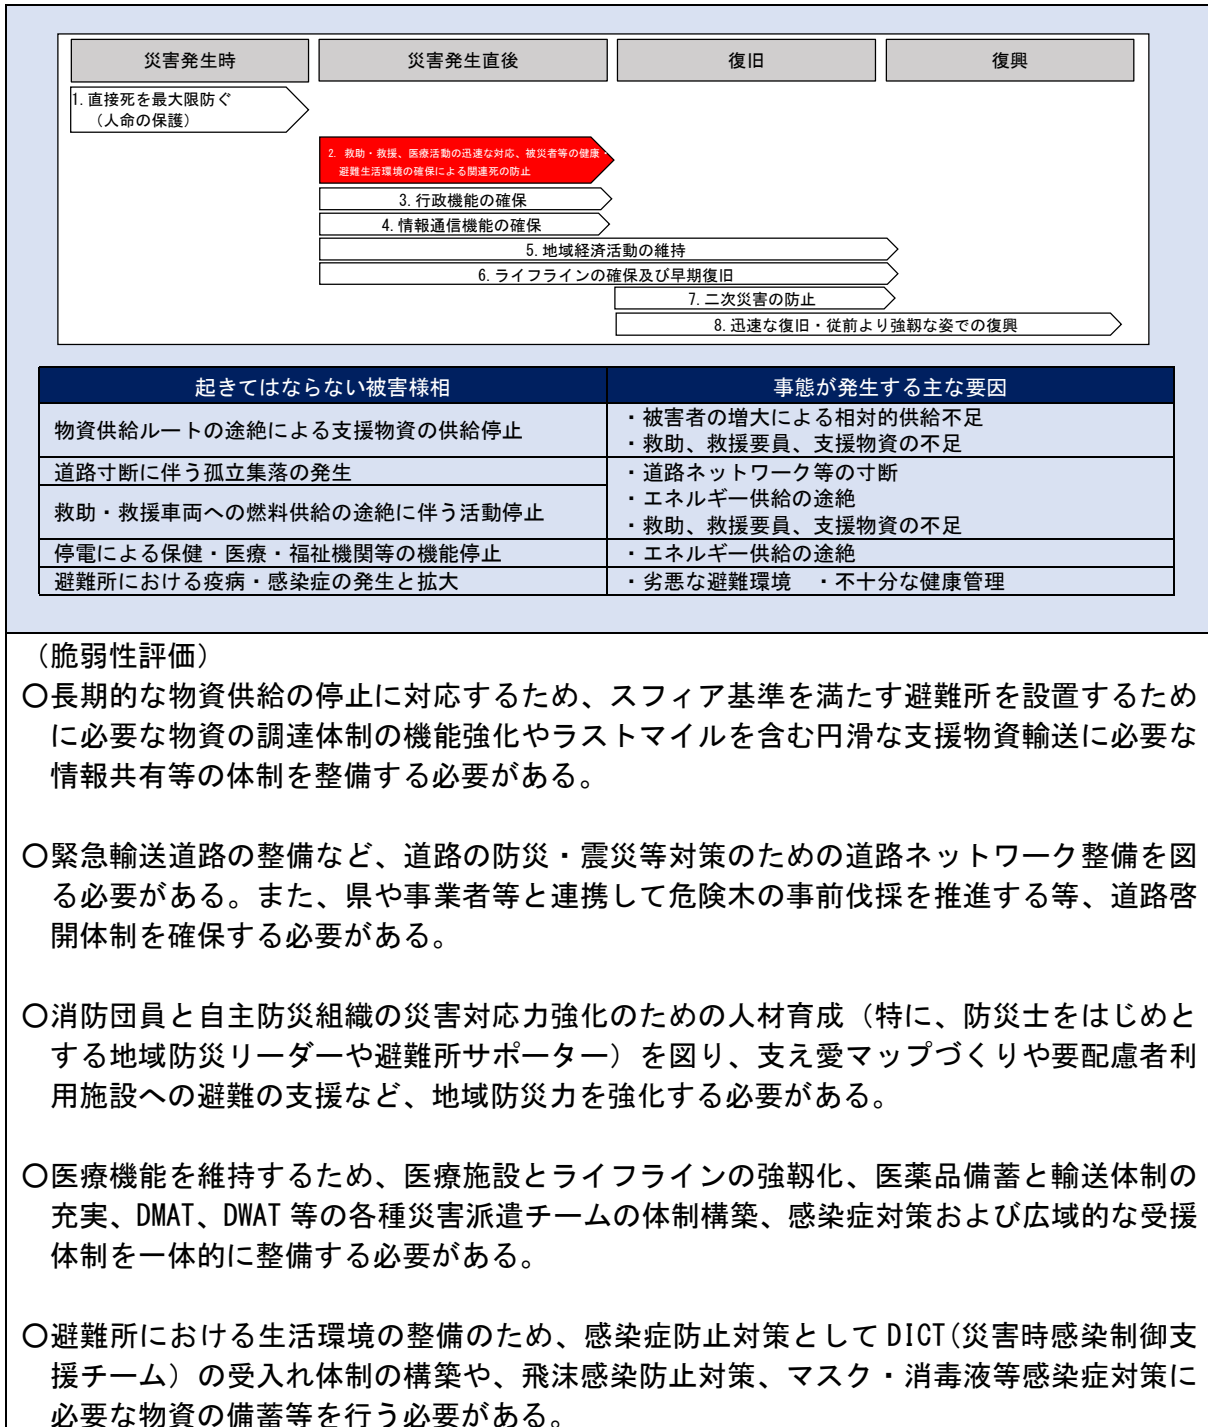 災害発生時
災害発生直後
復旧
復興
1.直接死を最大限防ぐ
（人命の保護）
2. 救助・救援、医療活動の迅速な対応、被災者等の健康・
避難生活環境の確保による関連死の防止
3.行政機能の確保
4.情報通信機能の確保
5.地域経済活動の維持
6.ライフラインの確保及び早期復旧
7.二次災害の防止
8.迅速な復旧・従前より強靱な姿での復興
起きてはならない被害様相
事態が発生する主な要因
物資供給ルートの途絶による支援物資の供給停止
・被害者の増大による相対的供給不足
・救助、救援要員、支援物資の不足
道路寸断に伴う孤立集落の発生
救助・救援車両への燃料供給の途絶に伴う活動停止
・道路ネットワーク等の寸断
・エネルギー供給の途絶
・救助、救援要員、支援物資の不足
停電による保健・医療・福祉機関等の機能停止
・エネルギー供給の途絶
避難所における疫病・感染症の発生と拡大
・劣悪な避難環境　・不十分な健康管理
（脆弱性評価）
〇長期的な物資供給の停止に対応するため、スフィア基準を満たす避難所を設置するため
に必要な物資の調達体制の機能強化やラストマイルを含む円滑な支援物資輸送に必要な
情報共有等の体制を整備する必要がある。
〇緊急輸送道路の整備など、道路の防災・震災等対策のための道路ネットワーク整備を図
る必要がある。また、県や事業者等と連携して危険木の事前伐採を推進する等、道路啓
開体制を確保する必要がある。
〇消防団員と自主防災組織の災害対応力強化のための人材育成（特に、防災士をはじめと
する地域防災リーダーや避難所サポーター）を図り、支え愛マップづくりや要配慮者利
用施設への避難の支援など、地域防災力を強化する必要がある。
〇医療機能を維持するため、医療施設とライフラインの強靱化、医薬品備蓄と輸送体制の
充実、DMAT、DWAT 等の各種災害派遣チームの体制構築、感染症対策および広域的な受援
体制を一体的に整備する必要がある。
〇避難所における生活環境の整備のため、感染症防止対策として DICT(災害時感染制御支
援チーム）の受入れ体制の構築や、飛沫感染防止対策、マスク・消毒液等感染症対策に
必要な物資の備蓄等を行う必要がある。